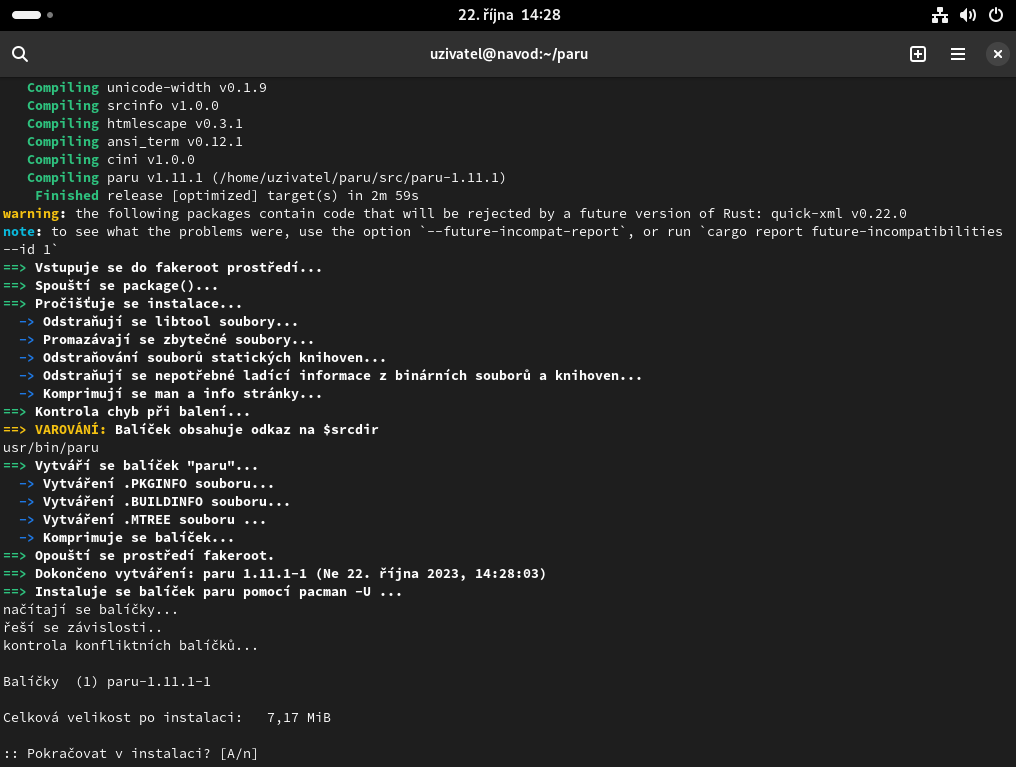 22. října 14:28
uzivatel@navod:~/paru
Compiling unicode-width v0.1.9
Compiling srcinfo v1.0.0
Compiling htmlescape v0.3.1
Compiling ansi_term v0.12.1
Compiling cini v1.0.0
Compiling paru v1.11.1 (/home/uzivatel/paru/src/paru-1.11.1)
Finished release [optimized] target(s) in 2m 59s
warning: the following packages contain code that will be rejected by a future version of Rust: quick-xml v0.22.0
note: to see what the problems were, use the option `--future-incompat-report`, or run `cargo report future-incompatibilities
--id 1`
==> Vstupuje se do fakeroot prostředí...
==> Spouští se package()...
==> Pročišťuje se instalace...
-> Odstraňují se libtool soubory...
-> Promazávají se zbytečné soubory...
-> Odstraňování souborů statických knihoven...
-> Odstraňují se nepotřebné ladící informace z binárních souborů a knihoven...
-> Komprimují se man a info stránky...
==> Kontrola chyb při balení...
==> VAROVÁNÍ: Balíček obsahuje odkaz na $srcdir
usr/bin/paru
==> Vytváří se balíček "paru"...
-> Vytváření .PKGINFO souboru...
-> Vytváření .BUILDINFO souboru...
-> Vytváření .MTREE souboru ...
-> Komprimuje se balíček...
==> Opouští se prostředí fakeroot.
==> Dokončeno vytváření: paru 1.11.1-1 (Ne 22. října 2023, 14:28:03)
==> Instaluje se balíček paru pomocí pacman -U ...
načítají se balíčky...
řeší se závislosti..
kontrola konfliktních balíčků...
Balíčky (1) paru-1.11.1-1
Celková velikost po instalaci: 7,17 MiB
:: Pokračovat v instalaci? [A/n]